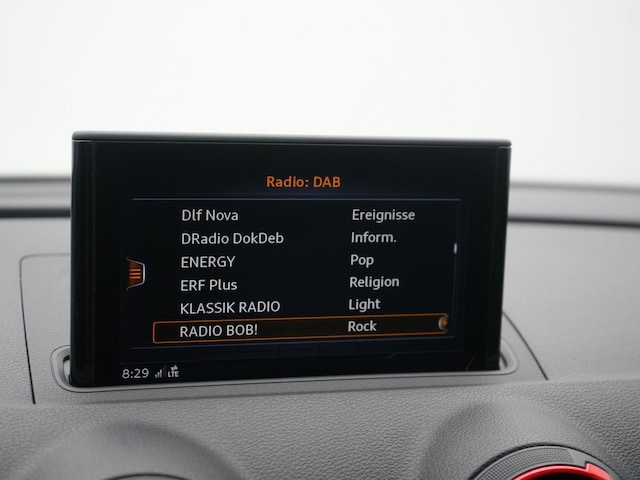 Radio: DAB
Dlf Nova Ereignisse
DRadio DokDeb Inform.
ENERGY Pop
ERF Plus Religion
KLASSIK RADIO Light
RADIO BOB! Rock
8:29 LTE